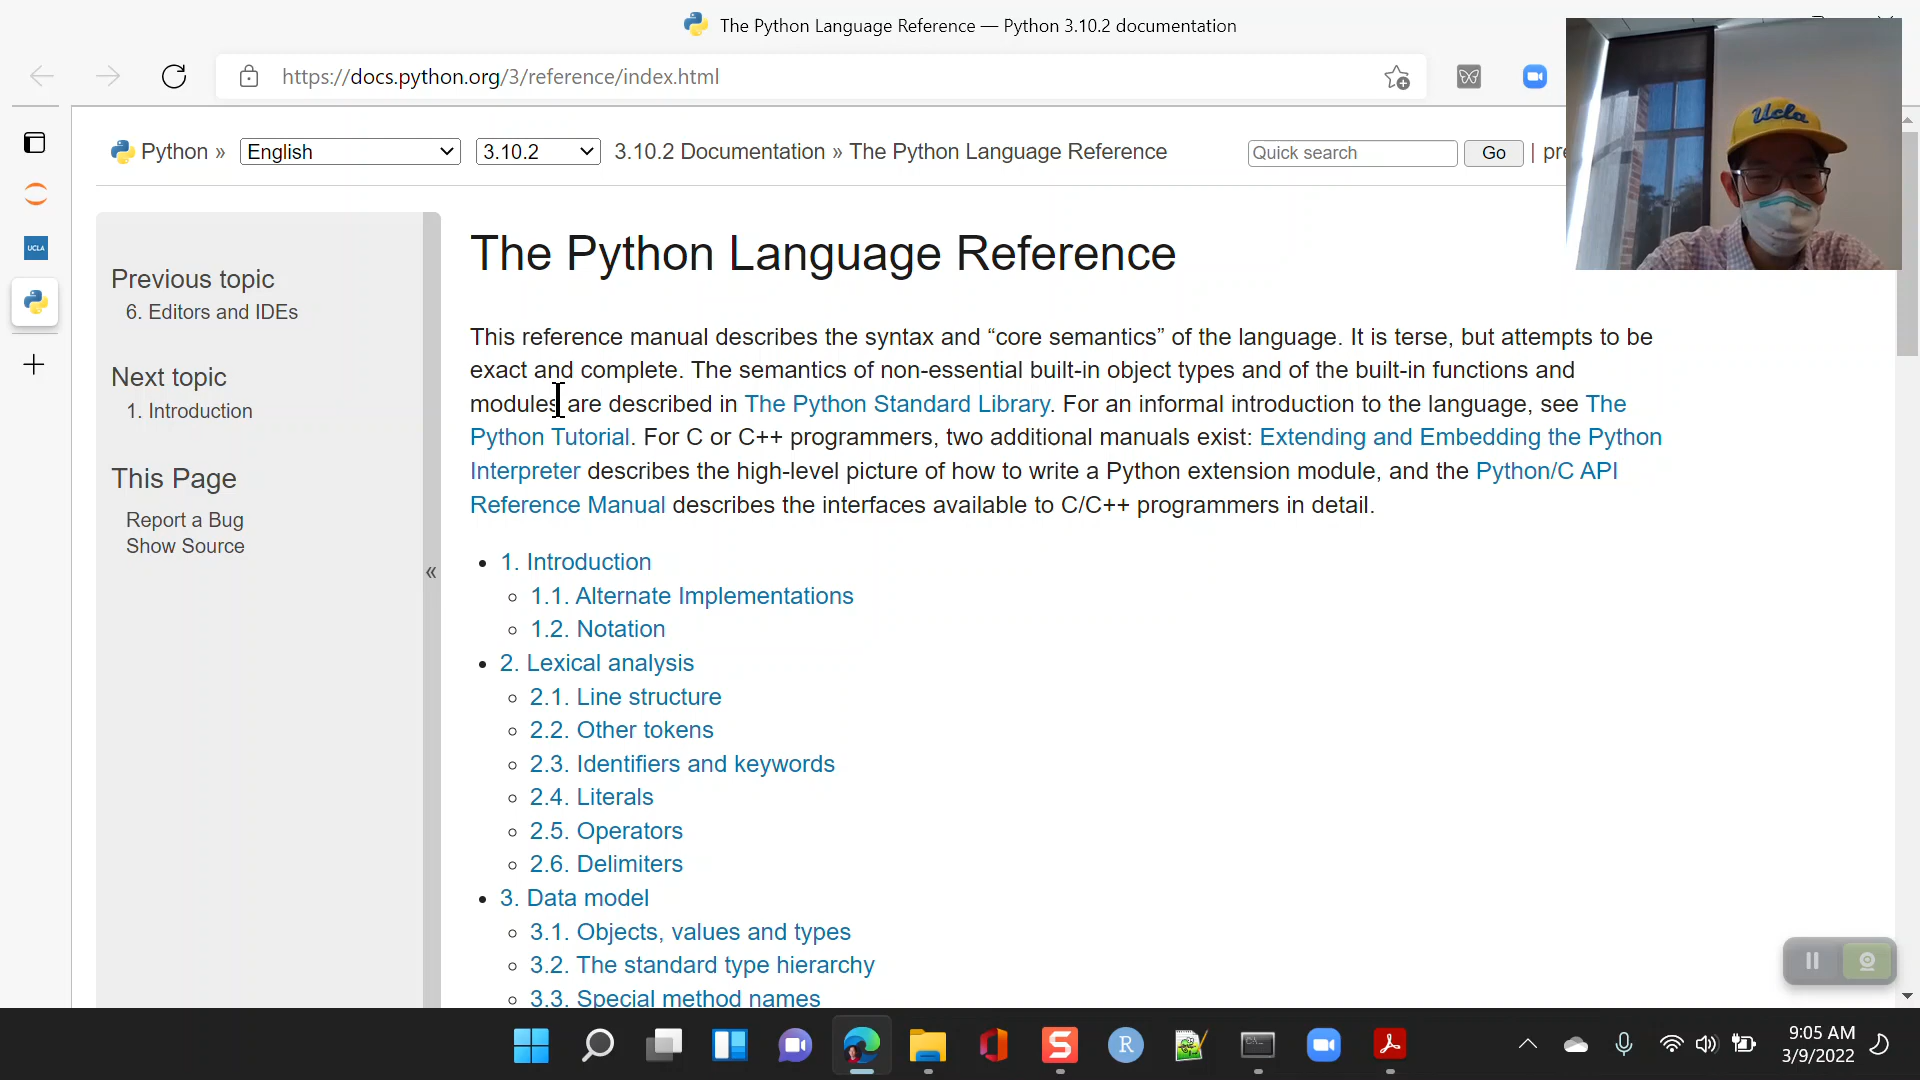 The Python Language Reference — Python 3.10.2 documentation
https://docs.python.org/3/reference/index.html
Python » English 3.10.2 3.10.2 Documentation » The Python Language Reference Quick search Go |
Ucla
UCLA
Previous topic
6. Editors and IDEs
Next topic
1. Introduction
This Page
Report a Bug
Show Source
«
The Python Language Reference
This reference manual describes the syntax and “core semantics” of the language. It is terse, but attempts to be
exact and complete. The semantics of non-essential built-in object types and of the built-in functions and
modules are described in The Python Standard Library. For an informal introduction to the language, see The
Python Tutorial. For C or C++ programmers, two additional manuals exist: Extending and Embedding the Python
Interpreter describes the high-level picture of how to write a Python extension module, and the Python/C API
Reference Manual describes the interfaces available to C/C++ programmers in detail.
1. Introduction
1.1. Alternate Implementations
1.2. Notation
2. Lexical analysis
2.1. Line structure
2.2. Other tokens
2.3. Identifiers and keywords
2.4. Literals
2.5. Operators
2.6. Delimiters
3. Data model
3.1. Objects, values and types
3.2. The standard type hierarchy
3.3. Special method names
S
R
9:05 AM
3/9/2022